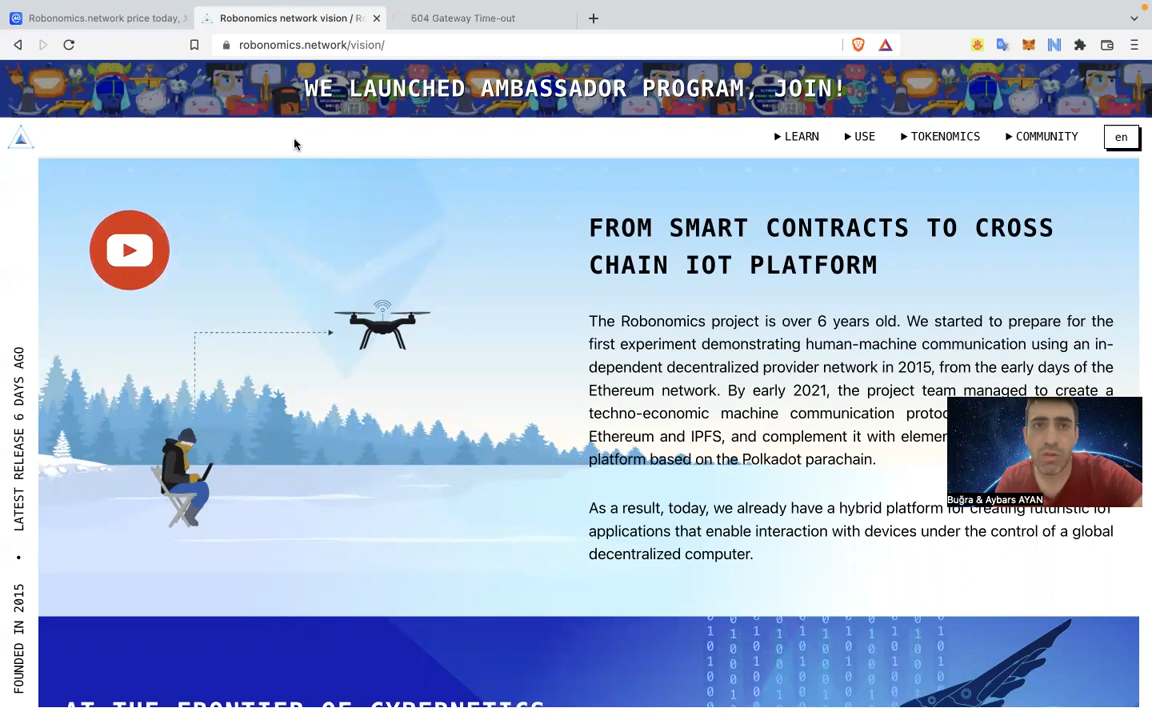 Robonomics.network price today, X
Robonomics network vision / Ro
504 Gateway Time-out
robonomics.network/vision/
WE LAUNCHED AMBASSADOR PROGRAM, JOIN!
LEARN
USE
TOKENOMICS
COMMUNITY
en
FROM SMART CONTRACTS TO CROSS
CHAIN IOT PLATFORM
The Robonomics project is over 6 years old. We started to prepare for the
first experiment demonstrating human-machine communication using an in-
dependent decentralized provider network in 2015, from the early days of the
Ethereum network. By early 2021, the project team managed to create a
techno-economic machine communication
Ethereum and IPFS, and complement it with
platform based on the Polkadot parachain.
As a result, today, we already have a hybrid platform for creating futuristic IoT
applications that enable interaction with devices under the control of a global
decentralized computer.
Buğra & Aybars AYAN
FOUNDED IN 2015 • LATEST RELEASE 6 DAYS AGO
AT THE FRONTIER OF CYBERNETICS